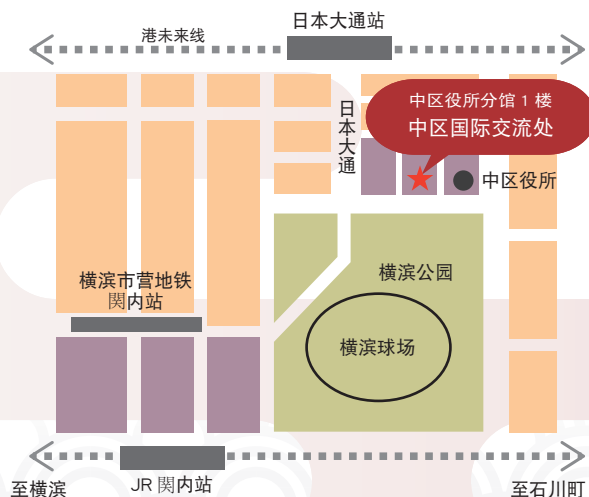 日本大通站
港未来线
中区役所分馆 1 楼
中区国际交流处
日本大通
中区役所
横滨公园
横滨市营地铁
関内站
横滨球场
至横滨
JR 関内站
至石川町